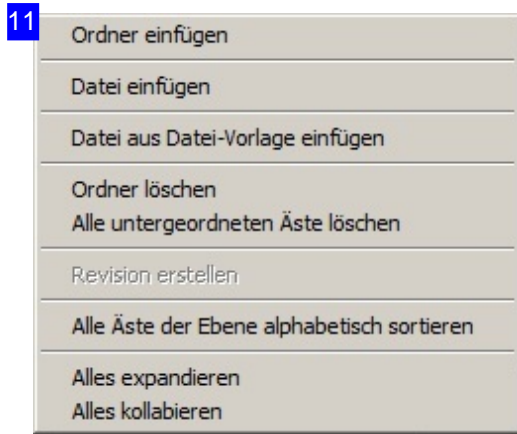 11
Ordner einfügen
Datei einfügen
Datei aus Datei-Vorlage einfügen
Ordner löschen
Alle untergeordneten Äste löschen
Revision erstellen
Alle Äste der Ebene alphabetisch sortieren
Alles expandieren
Alles kollabieren